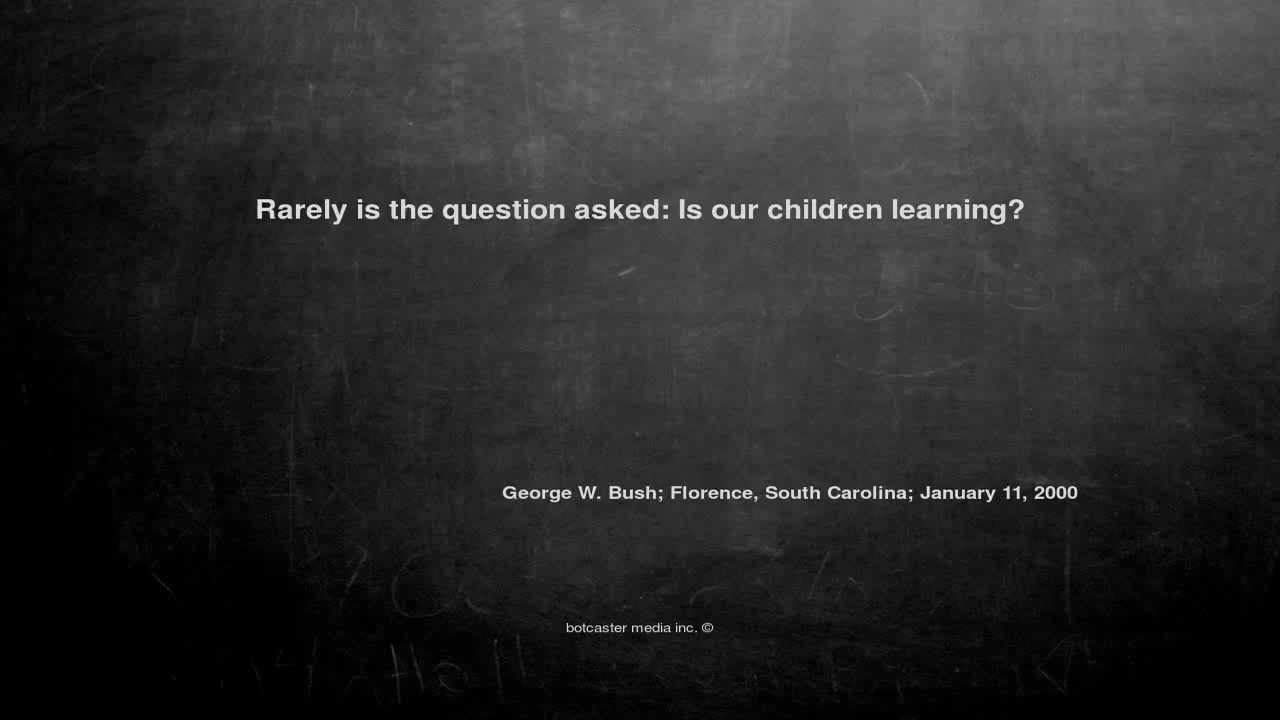 Rarely is the question asked: Is our children learning?
George W. Bush; Florence, South Carolina; January 11, 2000
botcaster media inc. ©